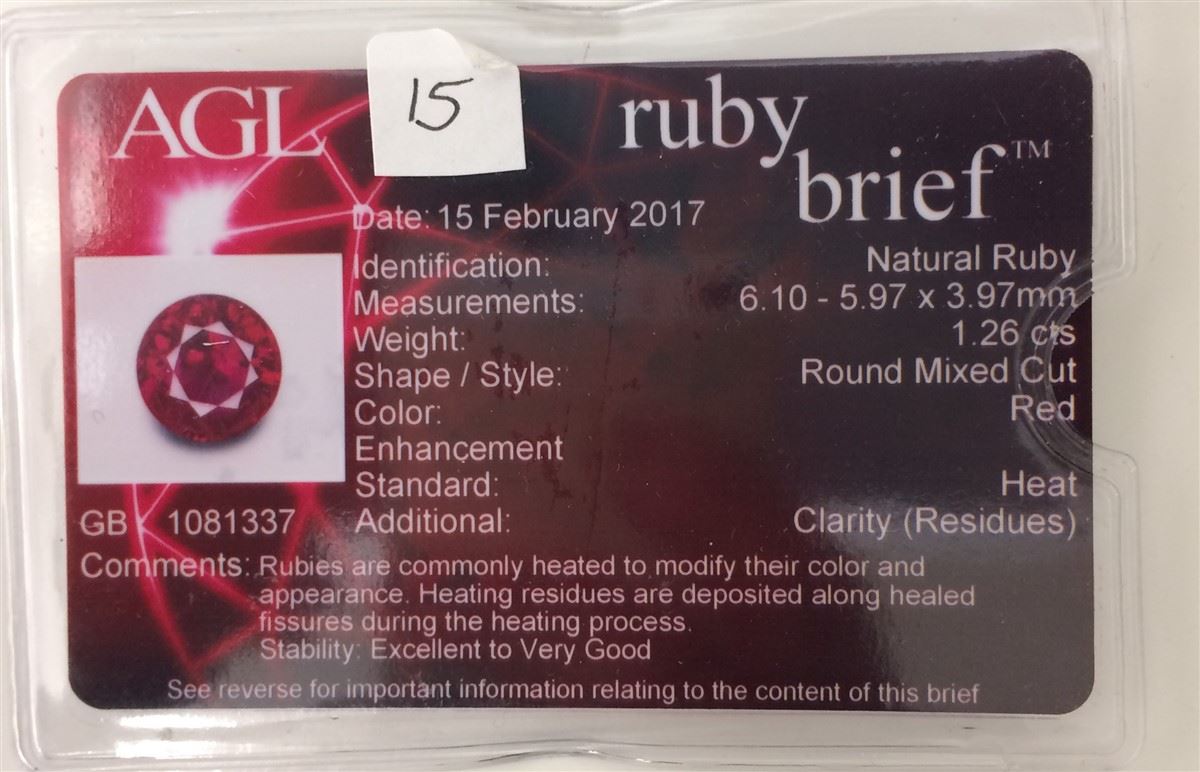 AGL
15
ruby
brief™
Date: 15 February 2017
Identification: Natural Ruby
Measurements: 6.10 - 5.97 x 3.97mm
Weight: 1.26 cts
Shape / Style: Round Mixed Cut
Color: Red
Enhancement
Standard: Heat
GB 1081337 Additional: Clarity (Residues)
Comments: Rubies are commonly heated to modify their color and
appearance. Heating residues are deposited along healed
fissures during the heating process.
Stability: Excellent to Very Good
See reverse for important information relating to the content of this brief